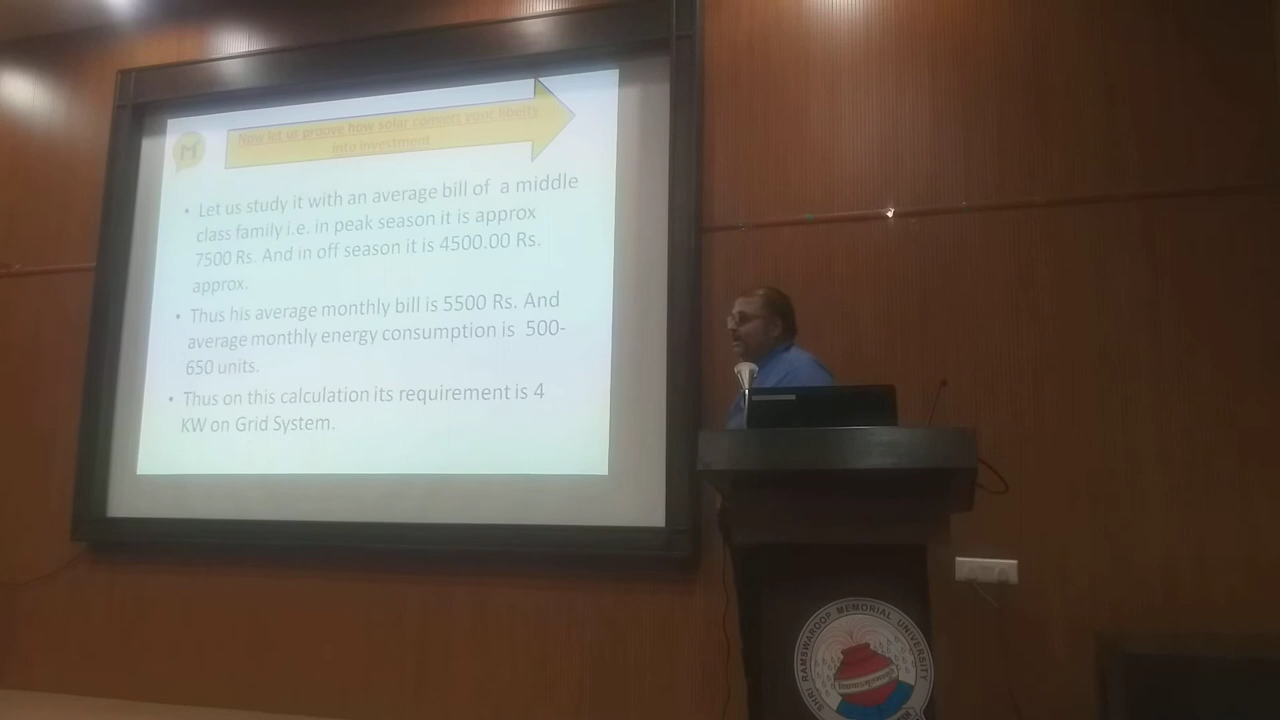 Now let us proove how solar convert your libeity
into investment
M
• Let us study it with an average bill of a middle
class family i.e. in peak season it is approx
7500 Rs. And in off season it is 4500.00 Rs.
approx.
• Thus his average monthly bill is 5500 Rs. And
average monthly energy consumption is 500-
650 units.
• Thus on this calculation its requirement is 4
KW on Grid System.
SHRI RAMSWAROOP MEMORIAL UNIVERSITY